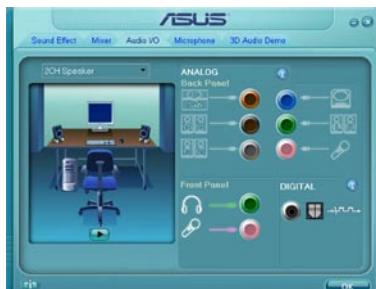 ASUS
Sound Effect Mixer Audio I/O Microphone 3D Audio Demo
2CH Speaker
ANALOG
Back Panel
Front Panel
DIGITAL
OK